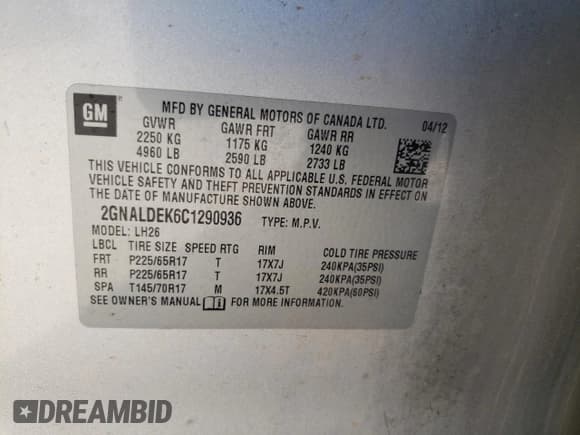 GM
MFD BY GENERAL MOTORS OF CANADA LTD. 04/12
GVWR GAWR FRT GAWR RR
2250 KG 1175 KG 1240 KG
4960 LB 2590 LB 2733 LB
THIS VEHICLE CONFORMS TO ALL APPLICABLE U.S. FEDERAL MOTOR
VEHICLE SAFETY AND THEFT PREVENTION STANDARDS IN EFFECT ON
THE DATE OF MANUFACTURE SHOWN ABOVE.
2GNALDEK6C1290936 TYPE: M.P.V.
MODEL: LH26
LBCL TIRE SIZE SPEED RTG RIM COLD TIRE PRESSURE
FRT P225/65R17 T 17X7J 240KPA(35PSI)
RR P225/65R17 T 17X7J 240KPA(35PSI)
SPA T145/70R17 M 17X4.5T 420KPA(60PSI)
SEE OWNER'S MANUAL FOR MORE INFORMATION.
DREAMBID